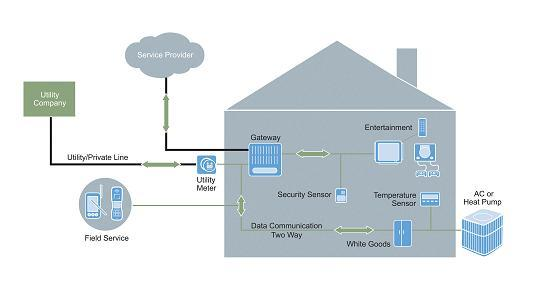 Service Provider
Utility
Company
Utility/Private Line
Utility
Meter
Gateway
Entertainment
Security Sensor
Temperature
Sensor
AC or
Heat Pump
Field Service
Data Communication
Two Way
White Goods